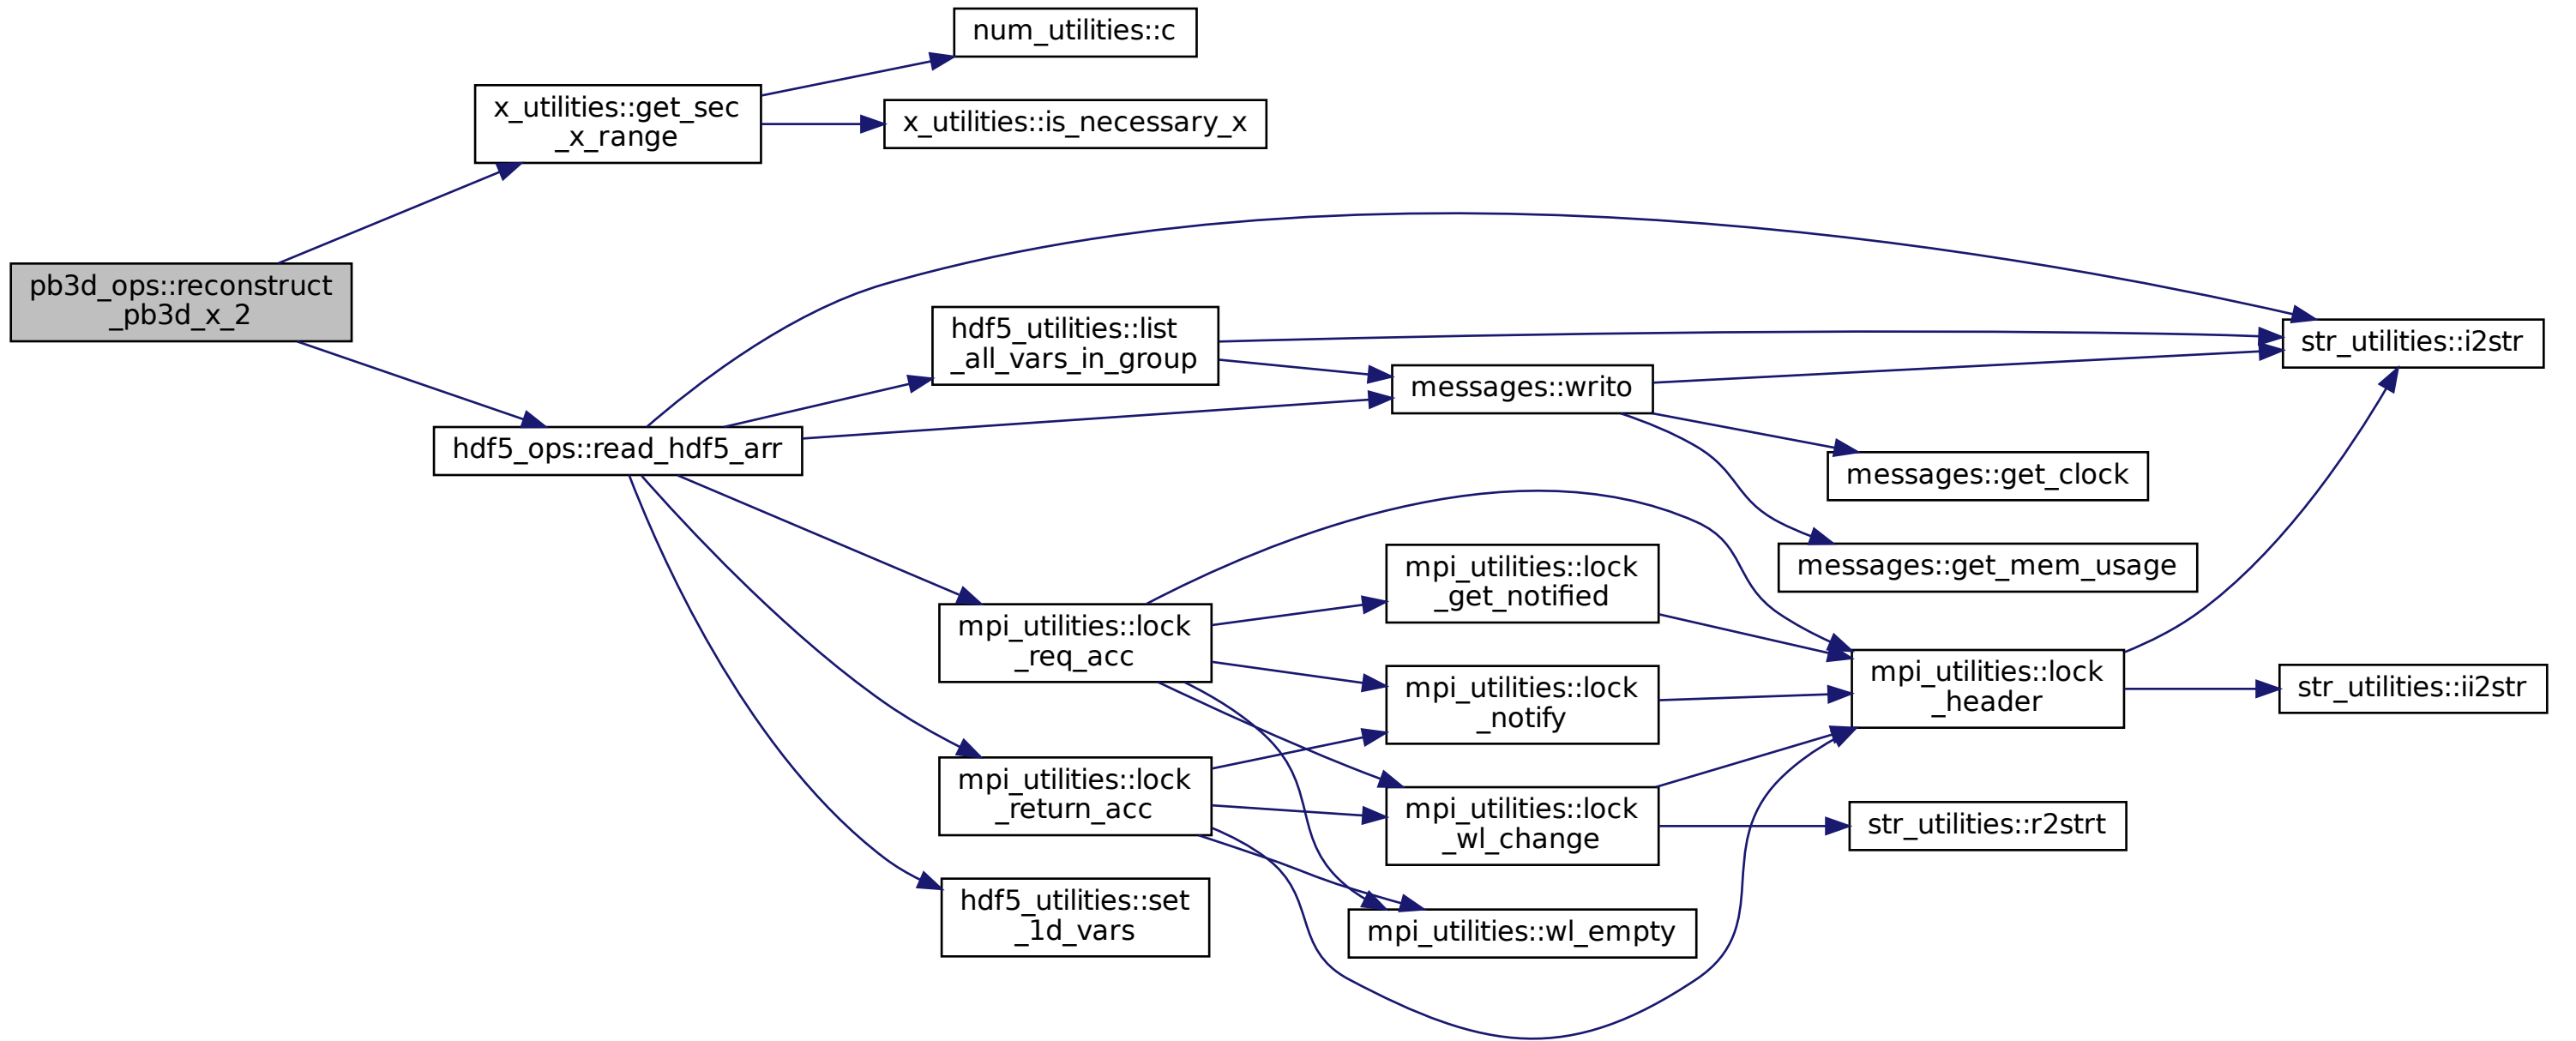 pb3d_ops::reconstruct
_pb3d_x_2
x_utilities::get_sec
_x_range
num_utilities::c
x_utilities::is_necessary_x
hdf5_ops::read_hdf5_arr
hdf5_utilities::list
_all_vars_in_group
str_utilities::i2str
messages::writo
messages::get_clock
messages::get_mem_usage
mpi_utilities::lock
_req_acc
mpi_utilities::lock
_get_notified
mpi_utilities::lock
_notify
mpi_utilities::lock
_header
str_utilities::ii2str
mpi_utilities::lock
_return_acc
mpi_utilities::lock
_wl_change
str_utilities::r2strt
hdf5_utilities::set
_1d_vars
mpi_utilities::wl_empty